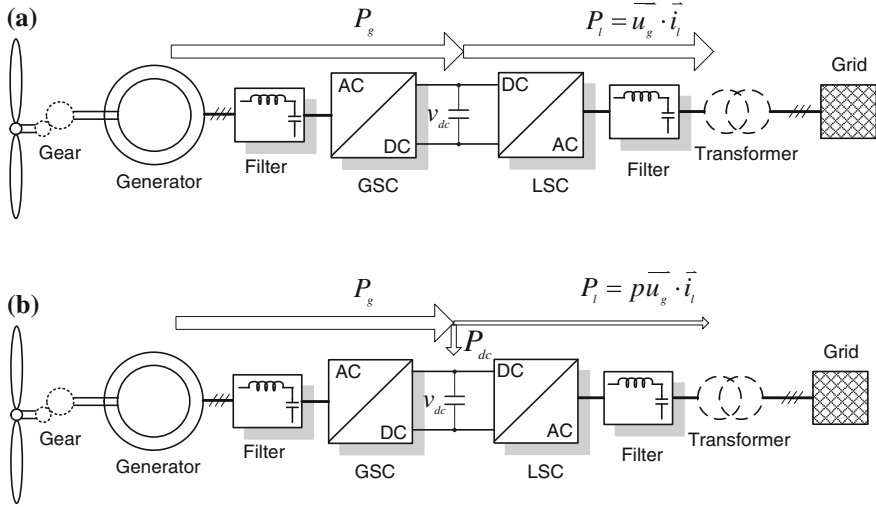 (a)
P_g
P_l = u_g · i_l
Grid
AC
DC
v_dc
DC
AC
Gear
Generator
Filter
GSC
LSC
Filter
Transformer
(b)
P_g
P_l = pu_g · i_l
P_dc
Grid
AC
DC
v_dc
DC
AC
Gear
Generator
Filter
GSC
LSC
Filter
Transformer